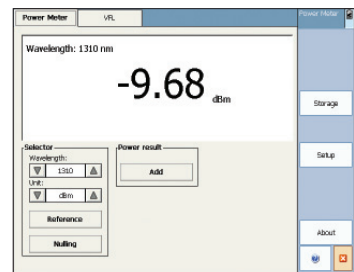 Power Meter
VFL
Power Meter
Wavelength: 1310 nm
-9.68 dBm
Storage
Selector
Power result
Wavelength:
1310
Add
Setup
Unit:
dBm
Reference
Nulling
About